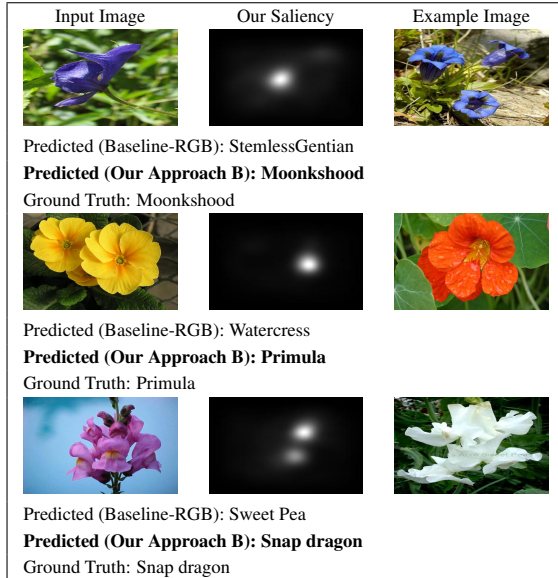 Input Image Our Saliency Example Image
Predicted (Baseline-RGB): StemlessGentian
Predicted (Our Approach B): Moonkshood
Ground Truth: Moonkshood
Predicted (Baseline-RGB): Watercress
Predicted (Our Approach B): Primula
Ground Truth: Primula
Predicted (Baseline-RGB): Sweet Pea
Predicted (Our Approach B): Snap dragon
Ground Truth: Snap dragon